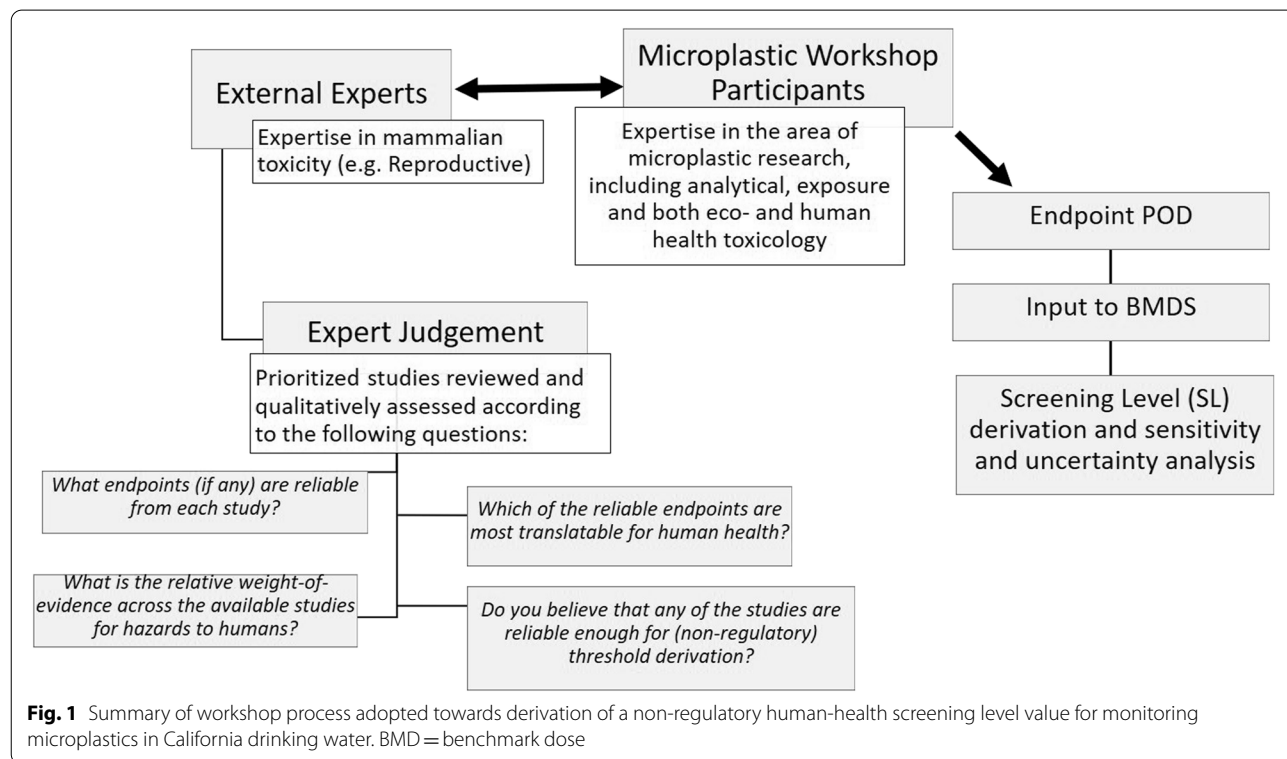 External Experts
Expertise in mammalian
toxicity (e.g. Reproductive)
Microplastic Workshop
Participants
Expertise in the area of
microplastic research,
including analytical, exposure
and both eco- and human
health toxicology
Endpoint POD
Input to BMDS
Screening Level (SL)
derivation and sensitivity
and uncertainty analysis
Expert Judgement
Prioritized studies reviewed and
qualitatively assessed according
to the following questions:
What endpoints (if any) are reliable
from each study?
Which of the reliable endpoints are
most translatable for human health?
What is the relative weight-of-
evidence across the available studies
for hazards to humans?
Do you believe that any of the studies are
reliable enough for (non-regulatory)
threshold derivation?
Fig. 1 Summary of workshop process adopted towards derivation of a non-regulatory human-health screening level value for monitoring
microplastics in California drinking water. BMD = benchmark dose